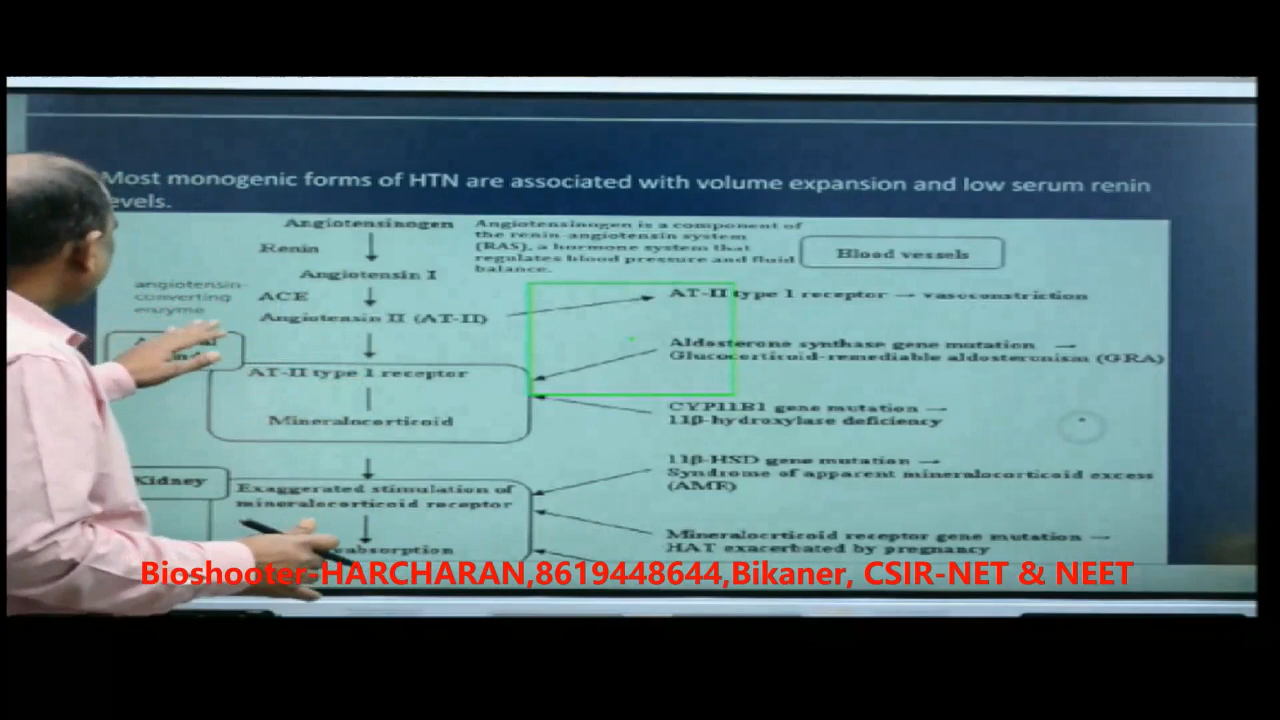 Most monogenic forms of HTN are associated with volume expansion and low serum renin
evels.
Angiotensinogen
Angiotensinogen is a component of
the renin-angiotensin system
(RAS), a hormone system that
regulates blood pressure and fluid
balance.
Blood vessels
Renin
Angiotensin I
angiotensin-
converting
enzyme
ACE
Angiotensin II (AT-II)
AT-II type 1 receptor → vasoconstriction
Aldosterone synthase gene mutation →
Glucocorticoid-remediable aldosteronism (GRA)
AT-II type 1 receptor
Mineralocorticoid
CYP11B1 gene mutation →
11β-hydroxylase deficiency
11β-HSD gene mutation →
Syndrome of apparent mineralocorticoid excess
(AME)
Kidney
Exaggerated stimulation of
mineralocorticoid receptor
Mineralocrticoid receptor gene mutation →
HAT exacerbated by pregnancy
absorption
Bioshooter-HARCHARAN,8619448644,Bikaner, CSIR-NET & NEET